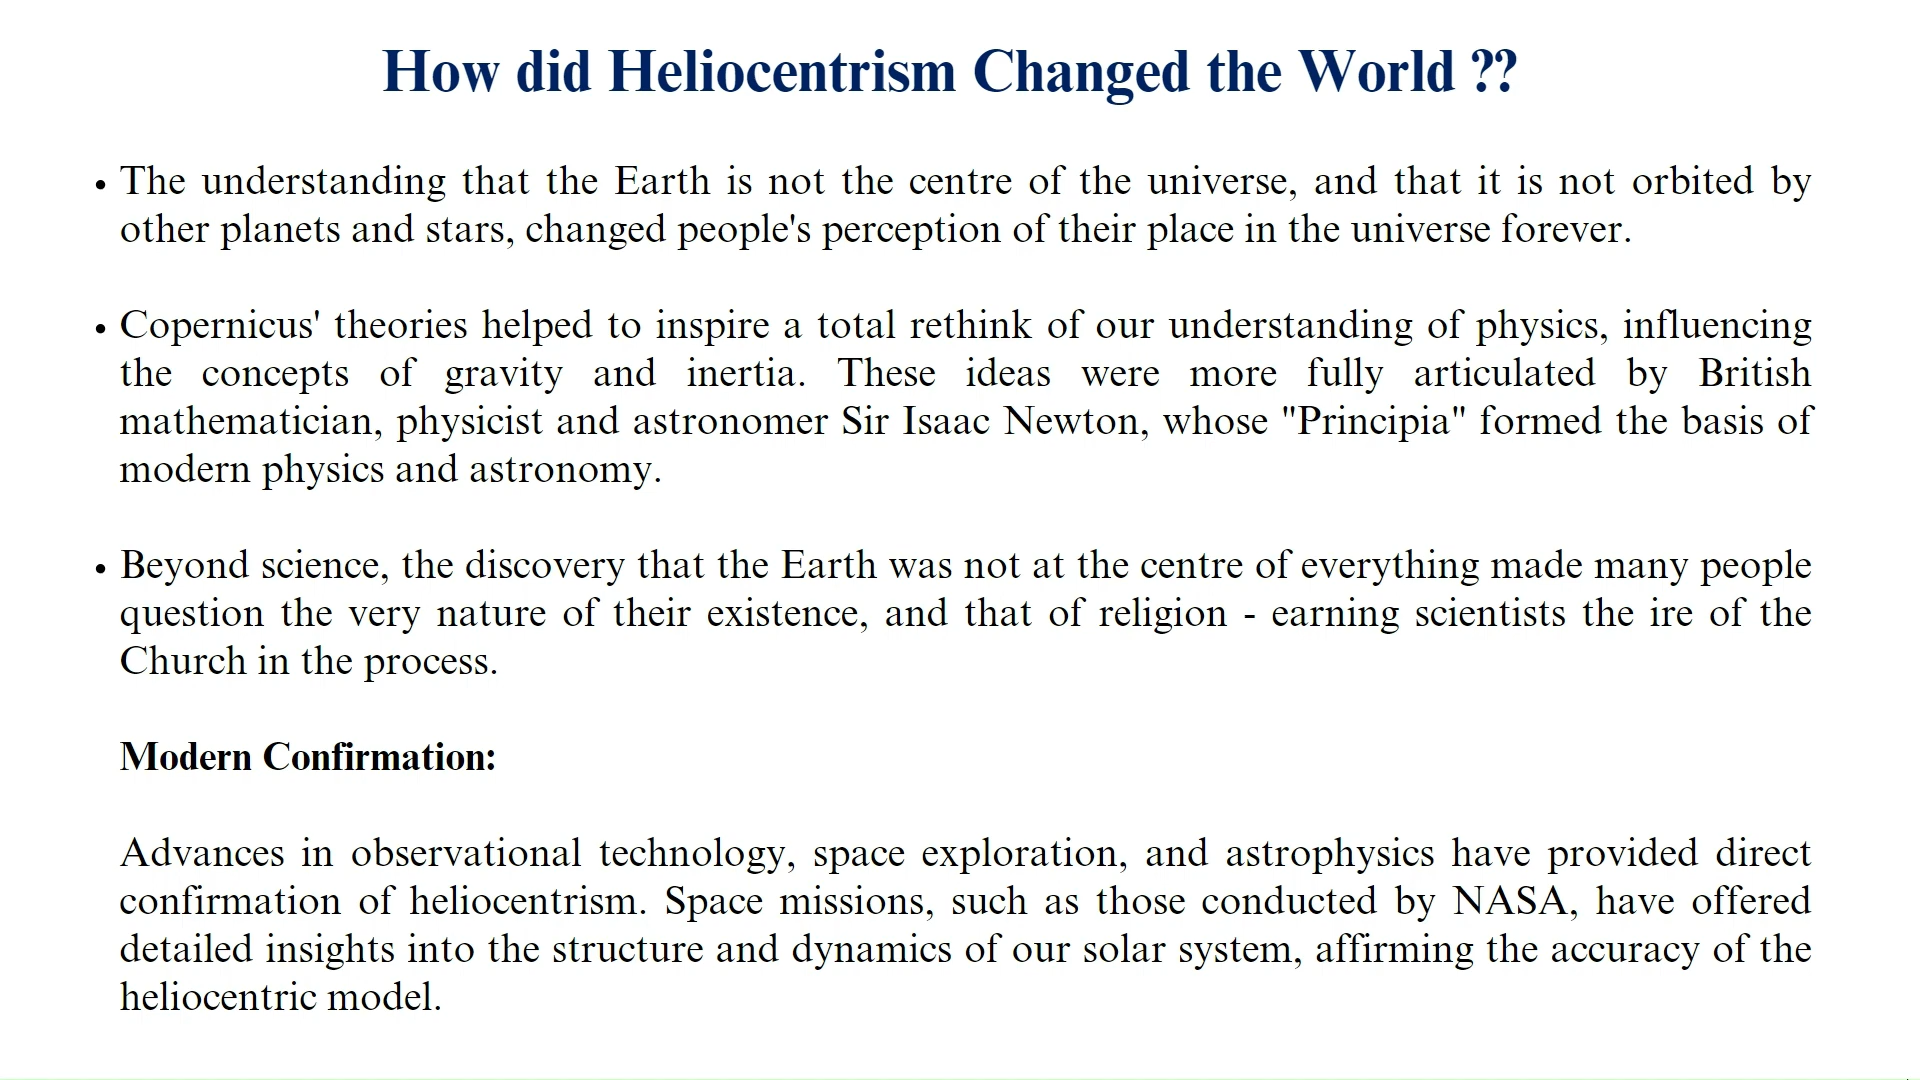 How did Heliocentrism Changed the World ??
• The understanding that the Earth is not the centre of the universe, and that it is not orbited by
other planets and stars, changed people's perception of their place in the universe forever.
• Copernicus' theories helped to inspire a total rethink of our understanding of physics, influencing
the concepts of gravity and inertia. These ideas were more fully articulated by British
mathematician, physicist and astronomer Sir Isaac Newton, whose "Principia" formed the basis of
modern physics and astronomy.
• Beyond science, the discovery that the Earth was not at the centre of everything made many people
question the very nature of their existence, and that of religion - earning scientists the ire of the
Church in the process.
Modern Confirmation:
Advances in observational technology, space exploration, and astrophysics have provided direct
confirmation of heliocentrism. Space missions, such as those conducted by NASA, have offered
detailed insights into the structure and dynamics of our solar system, affirming the accuracy of the
heliocentric model.